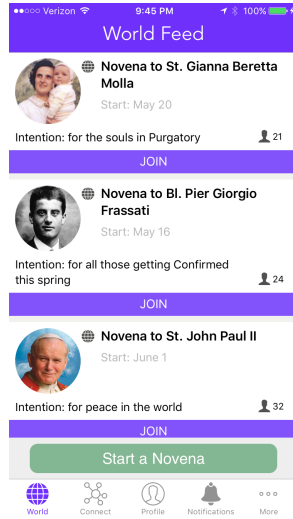 Verizon 9:45 PM 100%
World Feed
Novena to St. Gianna Beretta
Molla
Start: May 20
Intention: for the souls in Purgatory 21
JOIN
Novena to Bl. Pier Giorgio
Frassati
Start: May 16
Intention: for all those getting Confirmed
this spring 24
JOIN
Novena to St. John Paul II
Start: June 1
Intention: for peace in the world 32
JOIN
Start a Novena
World Connect Profile Notifications More